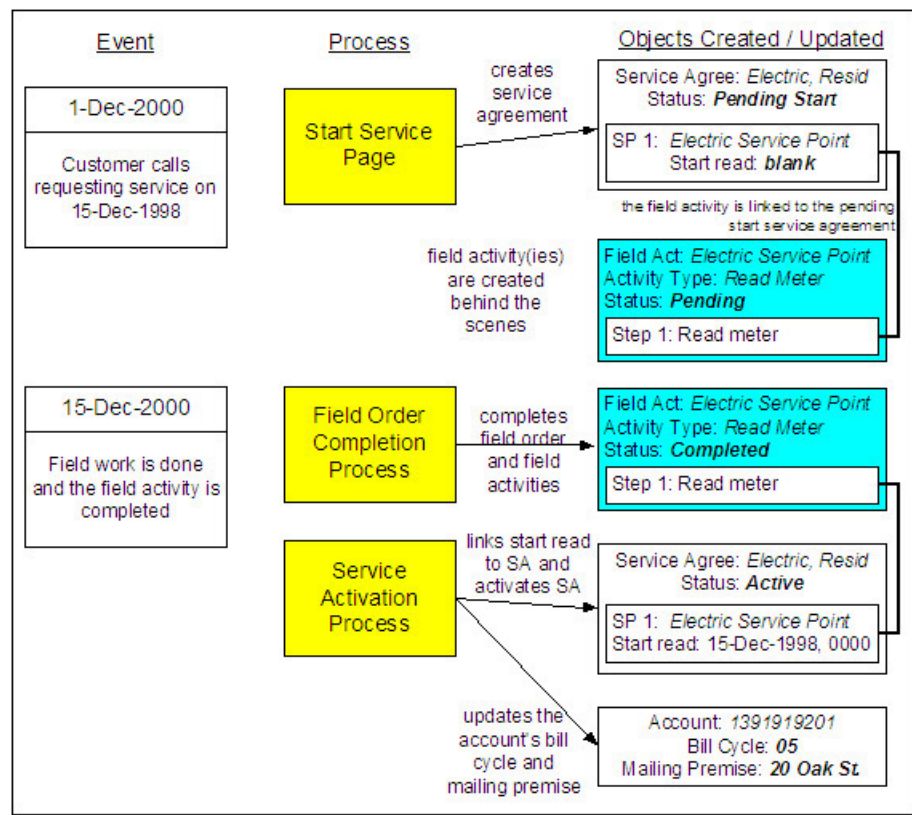 Event
Process
Objects Created / Updated
1-Dec-2000
Customer calls
requesting service on
15-Dec-1998
Start Service
Page
creates
service
agreement
Service Agree: Electric, Resid
Status: Pending Start
SP 1: Electric Service Point
Start read: blank
the field activity is linked to the pending
start service agreement
field activity(ies)
are created
behind the
scenes
Field Act: Electric Service Point
Activity Type: Read Meter
Status: Pending
Step 1: Read meter
15-Dec-2000
Field work is done
and the field activity is
completed
Field Order
Completion
Process
completes
field order
and field
activities
Field Act: Electric Service Point
Activity Type: Read Meter
Status: Completed
Step 1: Read meter
Service
Activation
Process
links start read
to SA and
activates SA
Service Agree: Electric, Resid
Status: Active
SP 1: Electric Service Point
Start read: 15-Dec-1998, 0000
updates the
account's bill
cycle and
mailing premise
Account: 1391919201
Bill Cycle: 05
Mailing Premise: 20 Oak St.